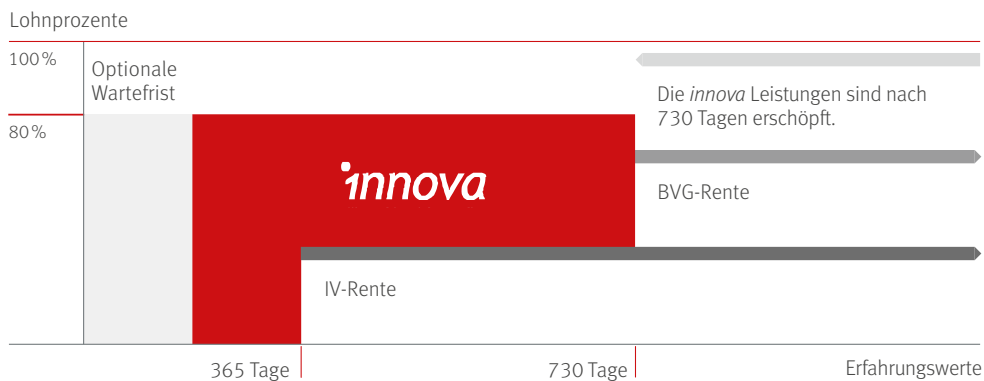 Lohnprozente
100 %
Optionale
Wartefrist
Die innova Leistungen sind nach
730 Tagen erschöpft.
80 %
innova
BVG-Rente
IV-Rente
365 Tage
730 Tage
Erfahrungswerte